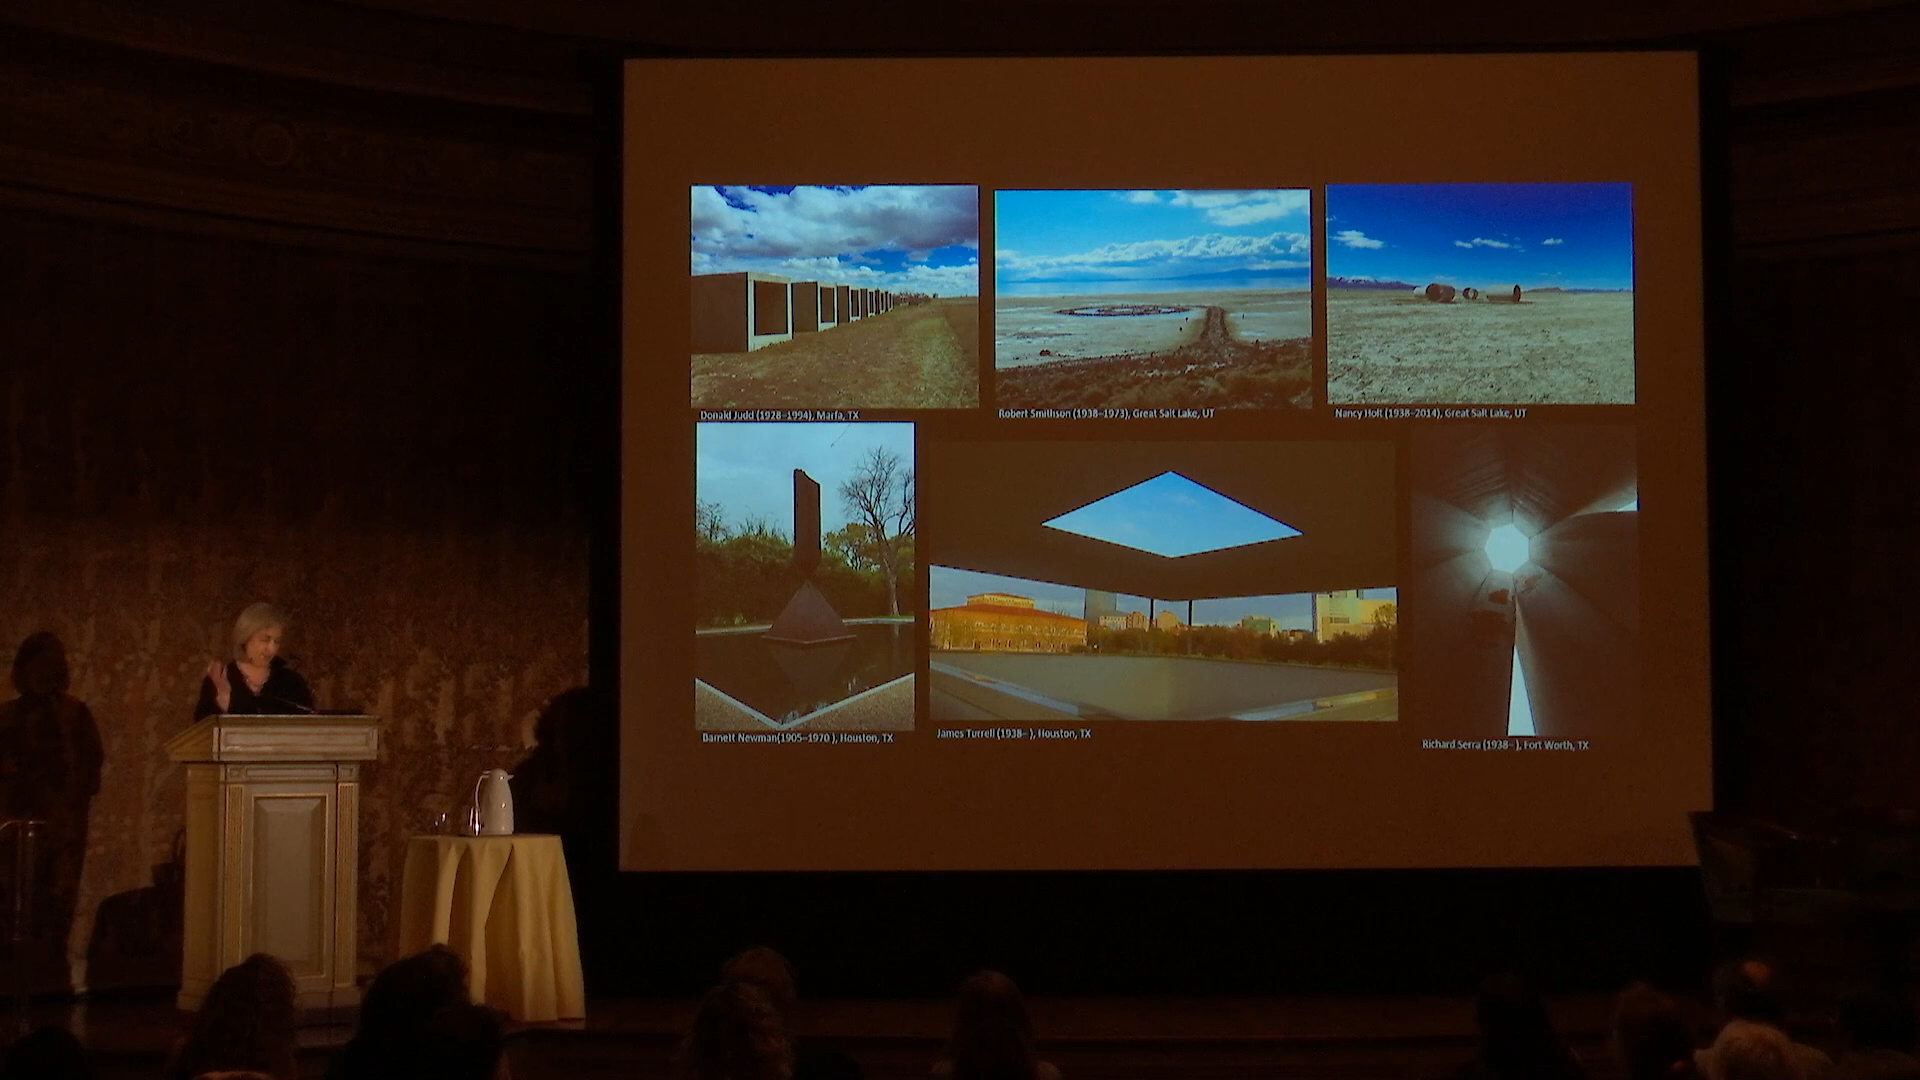 Donald Judd (1928–1994), Marfa, TX
Robert Smithson (1938–1973), Great Salt Lake, UT
Nancy Holt (1938–2014), Great Salt Lake, UT
Barnett Newman(1905–1970 ), Houston, TX
James Turrell (1938– ), Houston, TX
Richard Serra (1938– ), Fort Worth, TX